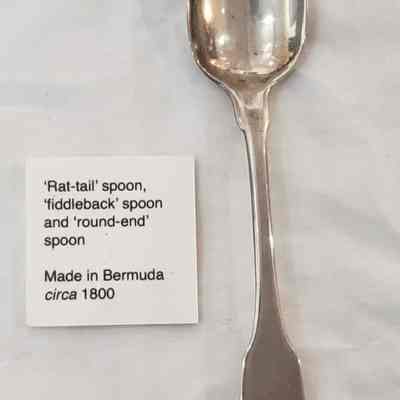 ‘Rat-tail’ spoon,
‘fiddleback’ spoon
and ‘round-end’
spoon
Made in Bermuda
circa 1800